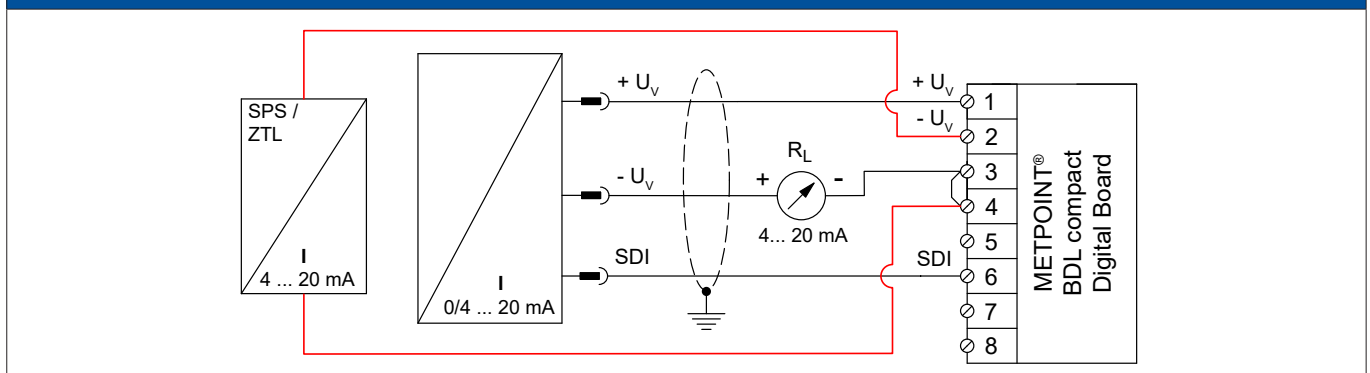 SPS /
ZTL
I
4 ... 20 mA
I
0/4 ... 20 mA
+ Uv
- Uv
SDI
RL
+ -
4... 20 mA
+ Uv
- Uv
SDI
1
2
3
4
5
6
7
8
METPOINT®
BDL compact
Digital Board